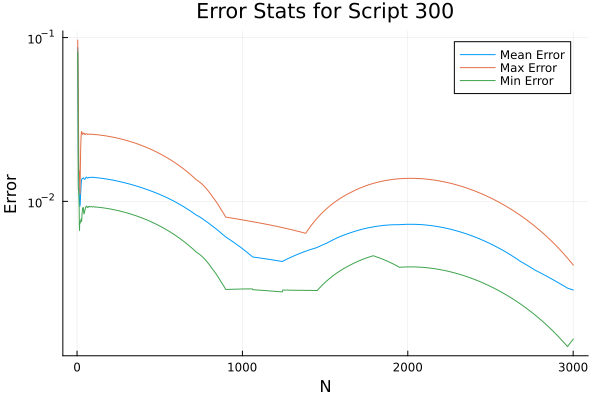 Error Stats for Script 300
10⁻¹
Mean Error
Max Error
Min Error
Error
10⁻²
0
1000
2000
3000
N